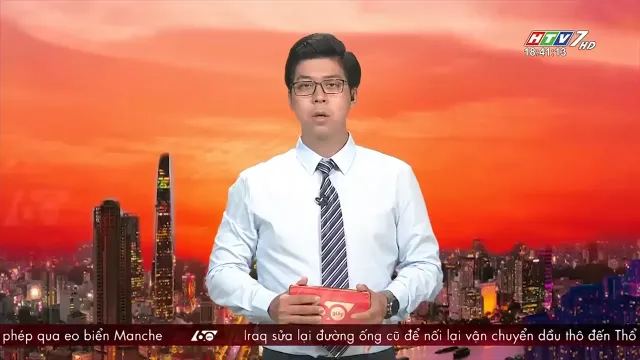 HTV7 HD
18:41:13
phép qua eo biển Manche 60 Iraq sửa lại đường ống cũ để nối lại vận chuyển dầu thô đến Thổ